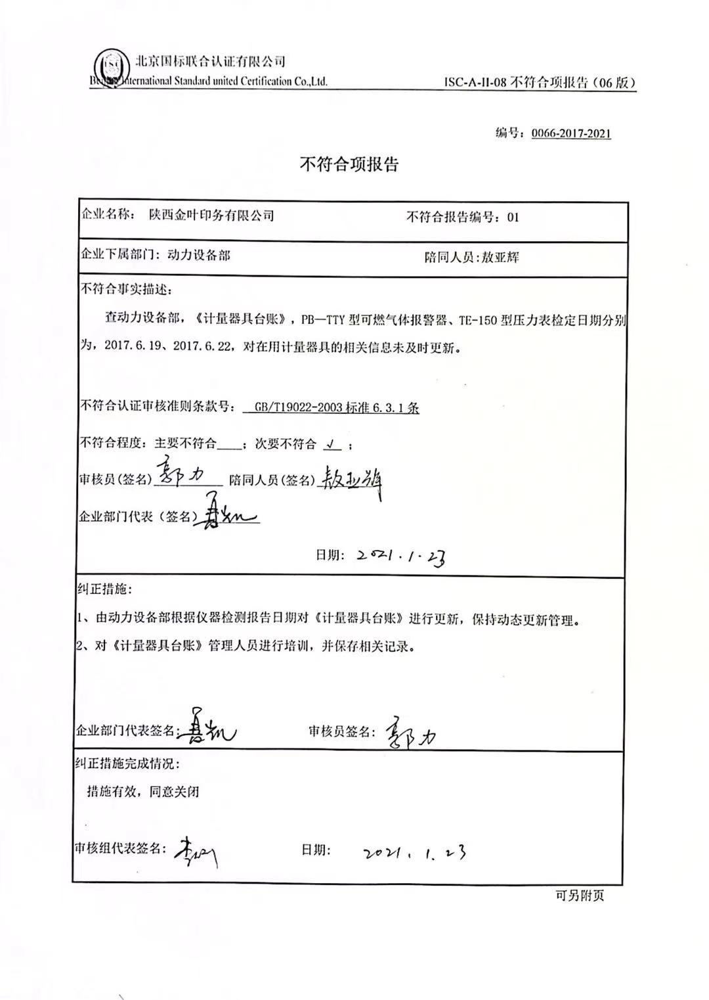 北京国标联合认证有限公司
International Standard united Certification Co.,Ltd.
ISC-A-II-08 不符合项报告（06 版）
编号：0066-2017-2021
不符合项报告
企业名称： 陕西金叶印务有限公司 不符合报告编号：01
企业下属部门：动力设备部 陪同人员:敖亚辉
不符合事实描述：
查动力设备部，《计量器具台账》，PB—TTY 型可燃气体报警器、TE-150 型压力表检定日期分别
为，2017.6.19、2017.6.22，对在用计量器具的相关信息未及时更新。
不符合认证审核准则条款号： GB/T19022-2003 标准 6.3.1 条
不符合程度：主要不符合____；次要不符合 √ ；
审核员(签名) 郭力 陪同人员(签名) 敖亚辉
企业部门代表（签名）
日期: 2021.1.23
纠正措施:
1、由动力设备部根据仪器检测报告日期对《计量器具台账》进行更新，保持动态更新管理。
2、对《计量器具台账》管理人员进行培训，并保存相关记录。
企业部门代表签名: 审核员签名: 郭力
纠正措施完成情况:
措施有效，同意关闭
审核组代表签名: 日期: 2021.1.23
可另附页